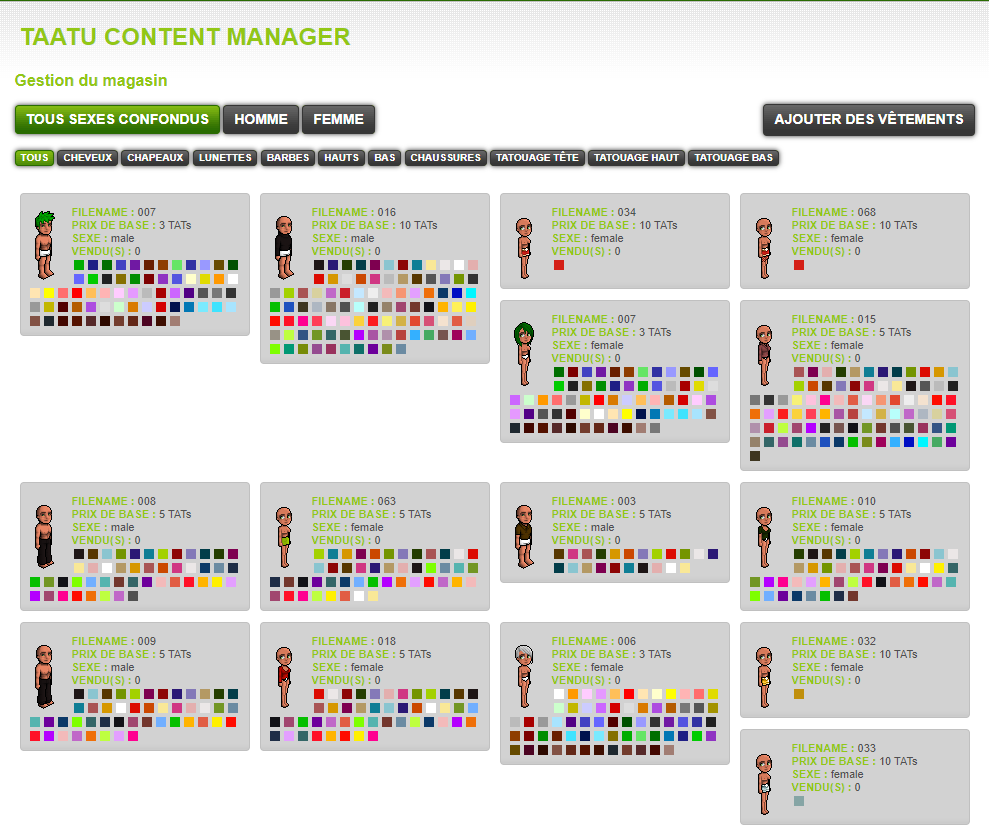 TAATU CONTENT MANAGER
Gestion du magasin
TOUS SEXES CONFONDUS HOMME FEMME AJOUTER DES VÊTEMENTS
TOUS CHEVEUX CHAPEAUX LUNETTES BARBES HAUTS BAS CHAUSSURES TATOUAGE TÊTE TATOUAGE HAUT TATOUAGE BAS
FILENAME : 007
PRIX DE BASE : 3 TATs
SEXE : male
VENDU(S) : 0
FILENAME : 016
PRIX DE BASE : 10 TATs
SEXE : male
VENDU(S) : 0
FILENAME : 034
PRIX DE BASE : 10 TATs
SEXE : female
VENDU(S) : 0
FILENAME : 068
PRIX DE BASE : 10 TATs
SEXE : female
VENDU(S) : 0
FILENAME : 007
PRIX DE BASE : 3 TATs
SEXE : female
VENDU(S) : 0
FILENAME : 015
PRIX DE BASE : 5 TATs
SEXE : female
VENDU(S) : 0
FILENAME : 008
PRIX DE BASE : 5 TATs
SEXE : male
VENDU(S) : 0
FILENAME : 063
PRIX DE BASE : 5 TATs
SEXE : female
VENDU(S) : 0
FILENAME : 003
PRIX DE BASE : 5 TATs
SEXE : male
VENDU(S) : 0
FILENAME : 010
PRIX DE BASE : 5 TATs
SEXE : female
VENDU(S) : 0
FILENAME : 009
PRIX DE BASE : 5 TATs
SEXE : male
VENDU(S) : 0
FILENAME : 018
PRIX DE BASE : 5 TATs
SEXE : female
VENDU(S) : 0
FILENAME : 006
PRIX DE BASE : 3 TATs
SEXE : female
VENDU(S) : 0
FILENAME : 032
PRIX DE BASE : 10 TATs
SEXE : female
VENDU(S) : 0
FILENAME : 033
PRIX DE BASE : 10 TATs
SEXE : female
VENDU(S) : 0